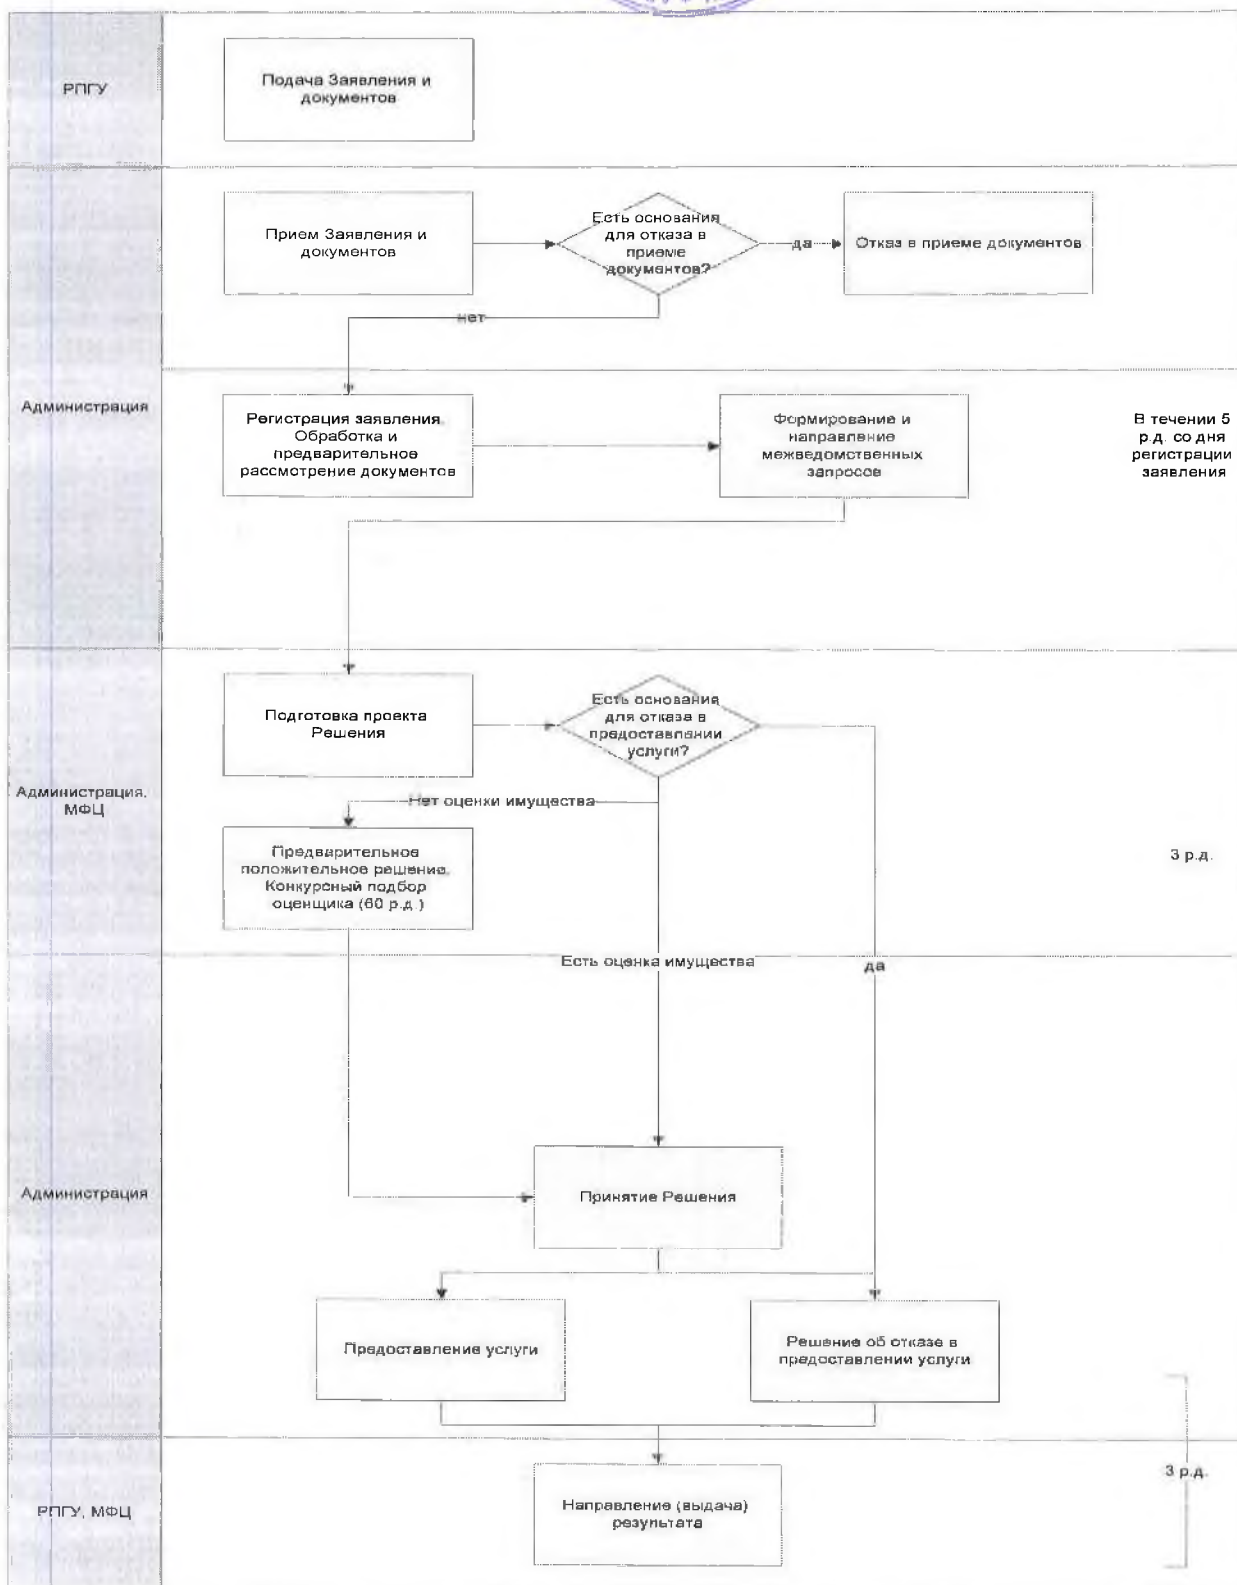 РПГУ
Подача Заявления и
документов
Прием Заявления и
документов
Есть основания
для отказа в
приеме
документов?
да
Отказ в приеме документов
нет
Администрация
Регистрация заявления.
Обработка и
предварительное
рассмотрение документов
Формирование и
направление
межведомственных
запросов
В течении 5
р.д. со дня
регистрации
заявления
Подготовка проекта
Решения
Есть основания
для отказа в
предоставлении
услуги?
Администрация,
МФЦ
Нет оценки имущества
Предварительное
положительное решение.
Конкурсный подбор
оценщика (60 р.д.)
3 р.д.
Есть оценка имущества
да
Администрация
Принятие Решения
Предоставление услуги
Решение об отказе в
предоставлении услуги
3 р.д.
РПГУ, МФЦ
Направление (выдача)
результата